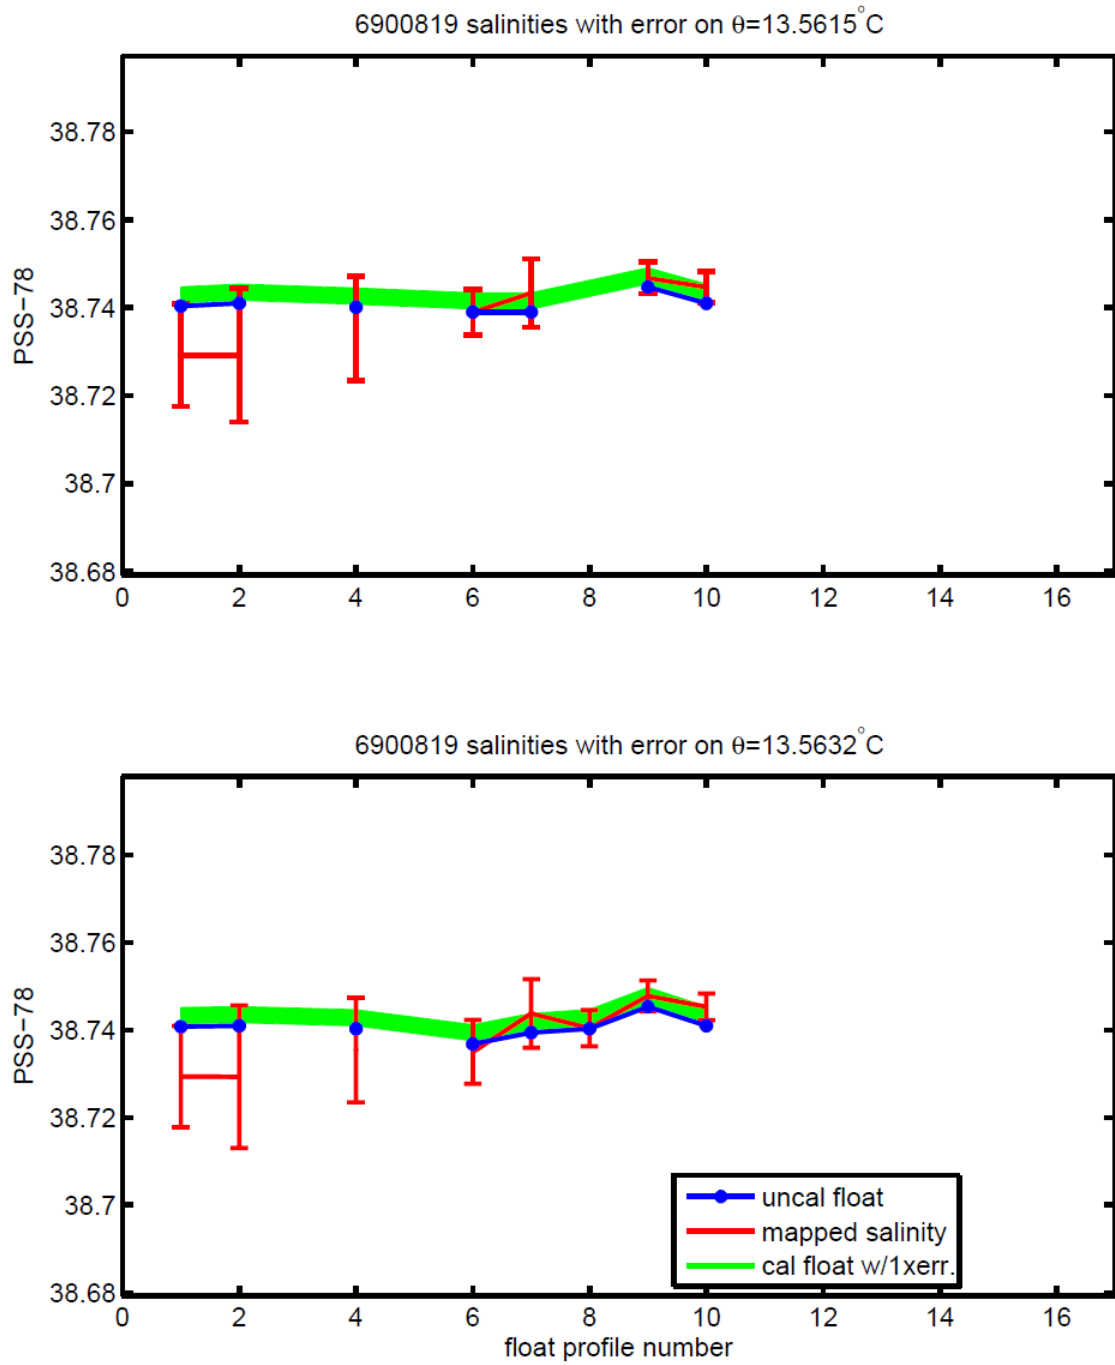 6900819 salinities with error on θ=13.5615°C
38.78
38.76
38.74
38.72
38.7
38.68
PSS−78
0 2 4 6 8 10 12 14 16
6900819 salinities with error on θ=13.5632°C
38.78
38.76
38.74
38.72
38.7
38.68
PSS−78
uncal float
mapped salinity
cal float w/1xerr.
0 2 4 6 8 10 12 14 16
float profile number